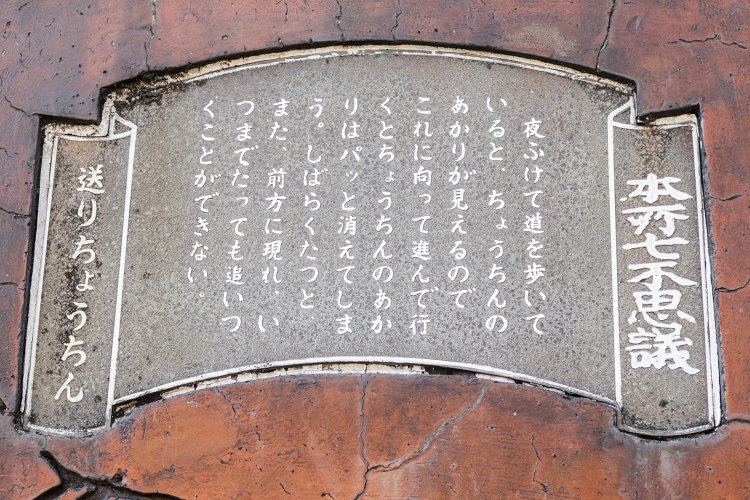 本所七不思議
夜ふけて道を歩いて
いると、ちょうちんの
あかりが見えるので
これに向って進んで行
くとちょうちんのあか
りはパッと消えてしま
う。しばらくたつと、
また、前方に現れ、い
つまでたっても追いつ
くことができない。
送りちょうちん